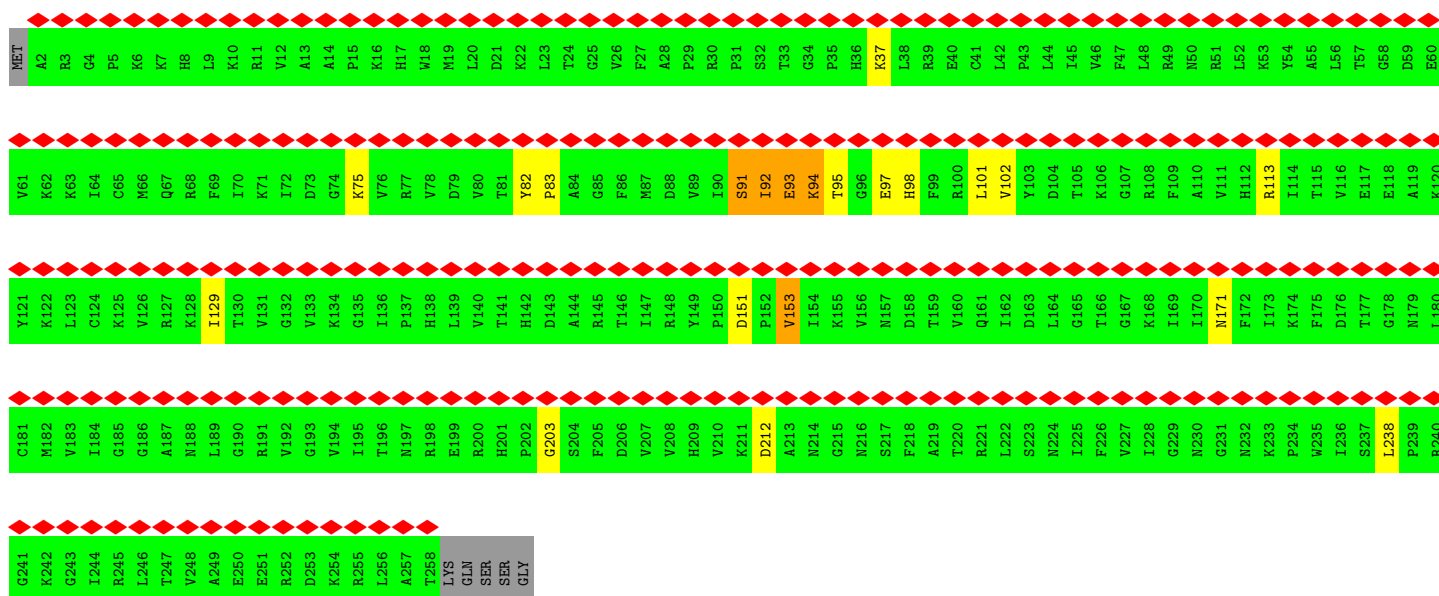 MET A2 R3 G4 P5 K6 K7 H8 L9 K10 R11 V12 A13 A14 P15 K16 H17 W18 M19 L20 D21 K22 L23 T24 G25 V26 F27 A28 P29 R30 P31 S32 T33 G34 P35 H36 K37 L38 R39 E40 C41 L42 P43 L44 I45 V46 F47 L48 R49 N50 R51 L52 K53 Y54 A55 L56 T57 G58 D59 E60
V61 K62 K63 I64 C65 M66 Q67 R68 F69 I70 K71 I72 D73 G74 K75 V76 R77 V78 D79 V80 T81 Y82 P83 A84 G85 F86 M87 D88 V89 I90 S91 I92 E93 K94 T95 G96 E97 H98 F99 R100 L101 V102 Y103 D104 T105 K106 G107 R108 F109 A110 V111 H112 R113 I114 T115 V116 E117 E118 A119 K120
Y121 K122 L123 C124 K125 V126 R127 K128 I129 T130 V131 G132 V133 K134 G135 I136 P137 H138 L139 V140 T141 H142 D143 A144 R145 T146 I147 R148 Y149 P150 D151 P152 V153 I154 K155 V156 N157 D158 T159 V160 Q161 I162 D163 L164 G165 T166 G167 K168 I169 I170 N171 F172 I173 K174 F175 D176 T177 G178 N179 L180
C181 M182 V183 I184 G185 G186 A187 N188 L189 G190 R191 V192 G193 V194 I195 T196 N197 R198 E199 R200 H201 P202 G203 S204 F205 D206 V207 V208 H209 V210 K211 D212 A213 N214 G215 N216 S217 F218 A219 T220 R221 L222 S223 N224 I225 F226 V227 I228 G229 N230 G231 N232 K233 P234 W235 I236 S237 L238 P239 R240
G241 K242 G243 I244 R245 L246 T247 V248 A249 E250 E251 R252 D253 K254 R255 L256 A257 T258 LYS GLN SER SER GLY